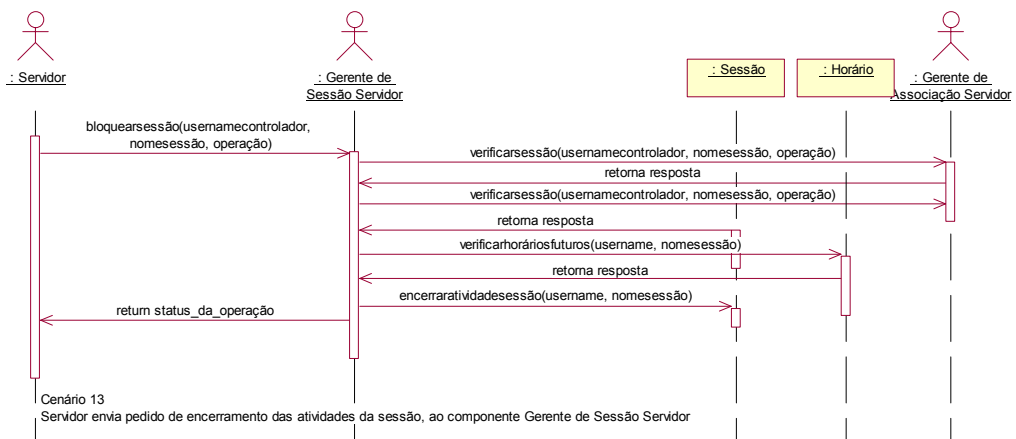 : Servidor
: Gerente de
Sessão Servidor
: Sessão
: Horário
: Gerente de
Associação Servidor
bloquearsessão(usernamecontrolador,
nomesessão, operação)
verificarsessão(usernamecontrolador, nomesessão, operação)
retorna resposta
verificarsessão(usernamecontrolador, nomesessão, operação)
retorna resposta
verificarhoráriosfuturos(username, nomesessão)
retorna resposta
encerraratividadesessão(username, nomesessão)
return status_da_operação
Cenário 13
Servidor envia pedido de encerramento das atividades da sessão, ao componente Gerente de Sessão Servidor